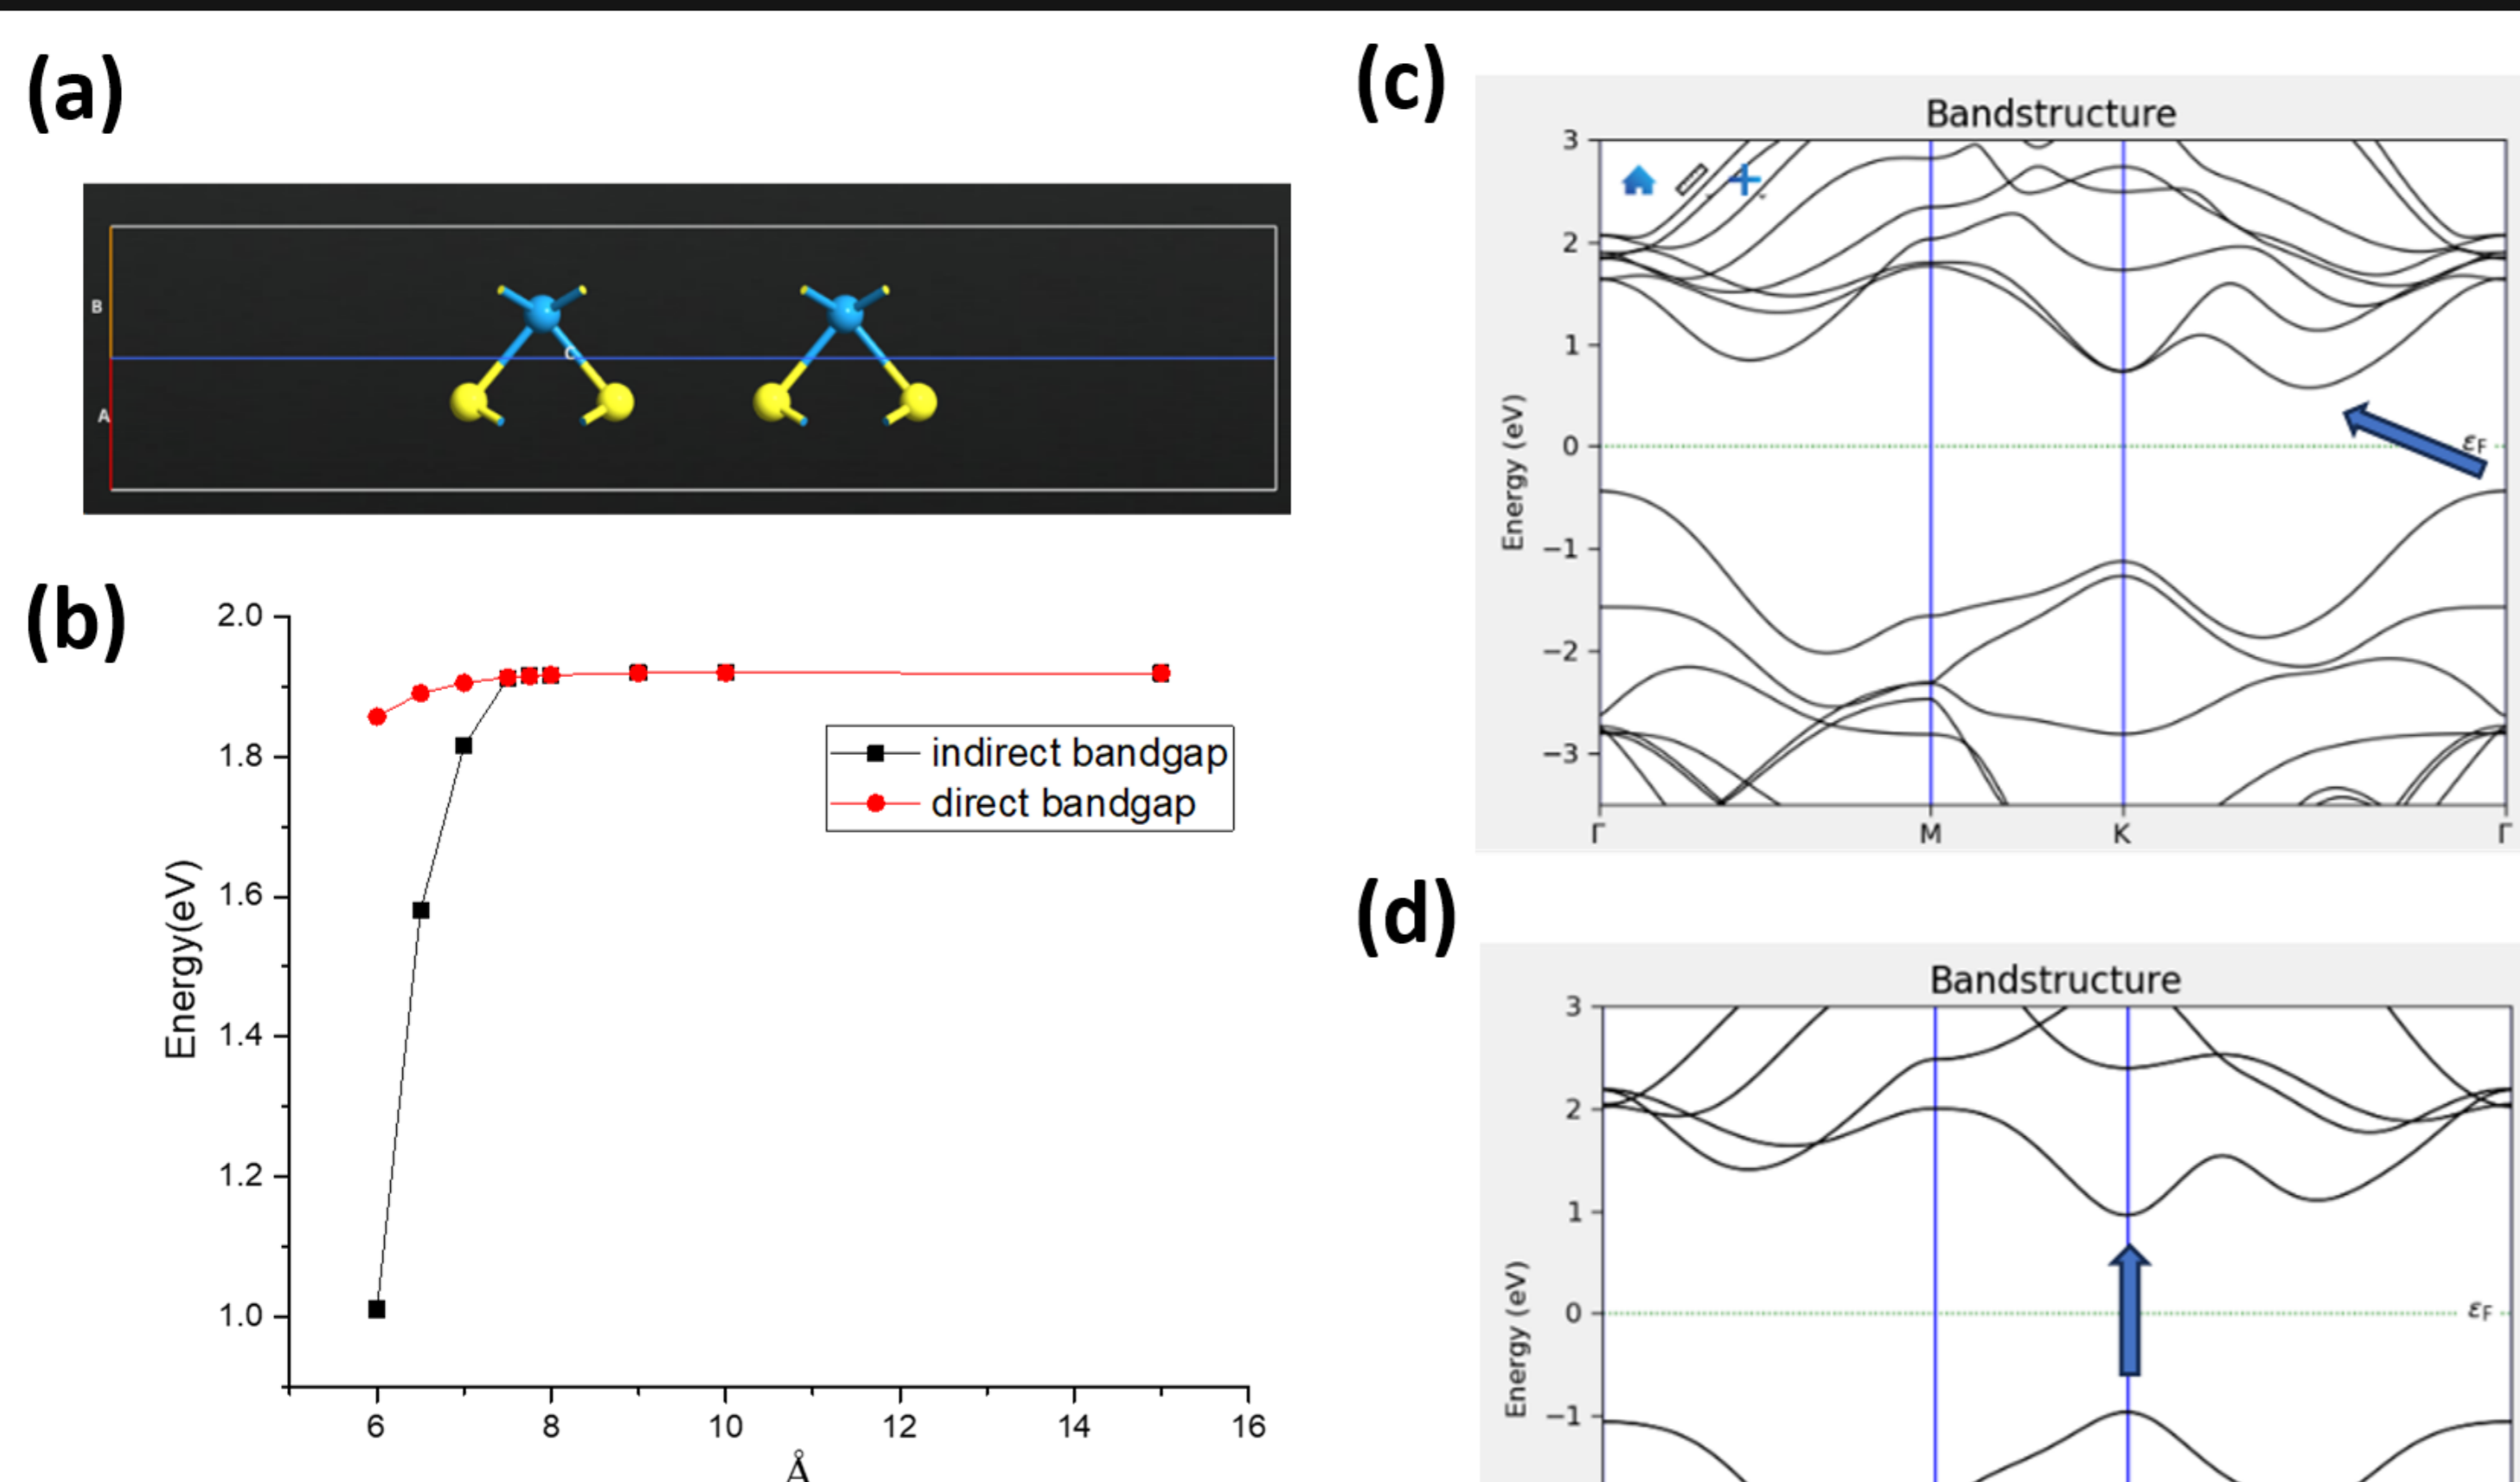 (a)
B
C
A
(b)
2.0
1.8
1.6
1.4
1.2
1.0
Energy(eV)
indirect bandgap
direct bandgap
6 8 10 12 14 16
Å
(c)
Bandstructure
3
2
1
0
−1
−2
−3
Energy (eV)
εF
Γ M K Γ
(d)
Bandstructure
3
2
1
0
−1
Energy (eV)
εF